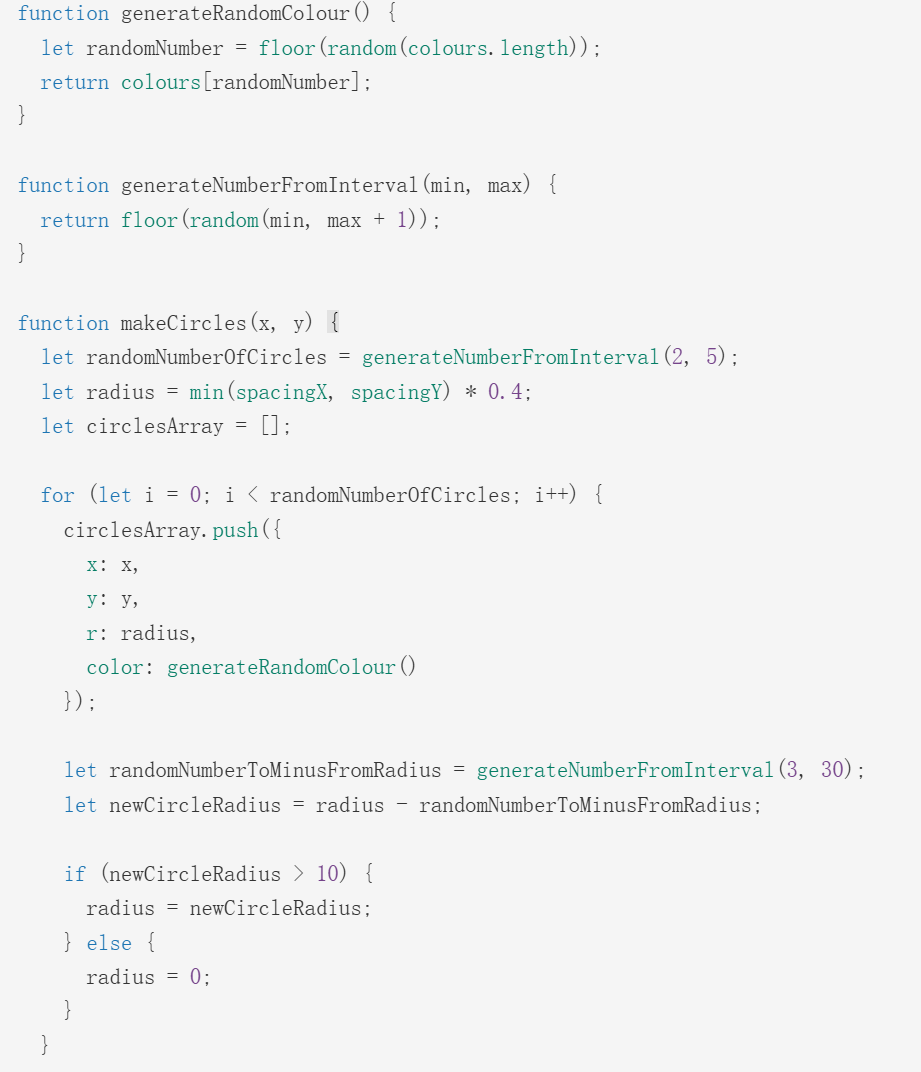 function generateRandomColour() {
  let randomNumber = floor(random(colours.length));
  return colours[randomNumber];
}

function generateNumberFromInterval(min, max) {
  return floor(random(min, max + 1));
}

function makeCircles(x, y) {
  let randomNumberOfCircles = generateNumberFromInterval(2, 5);
  let radius = min(spacingX, spacingY) * 0.4;
  let circlesArray = [];

  for (let i = 0; i < randomNumberOfCircles; i++) {
    circlesArray.push({
      x: x,
      y: y,
      r: radius,
      color: generateRandomColour()
    });

    let randomNumberToMinusFromRadius = generateNumberFromInterval(3, 30);
    let newCircleRadius = radius - randomNumberToMinusFromRadius;

    if (newCircleRadius > 10) {
      radius = newCircleRadius;
    } else {
      radius = 0;
    }
  }